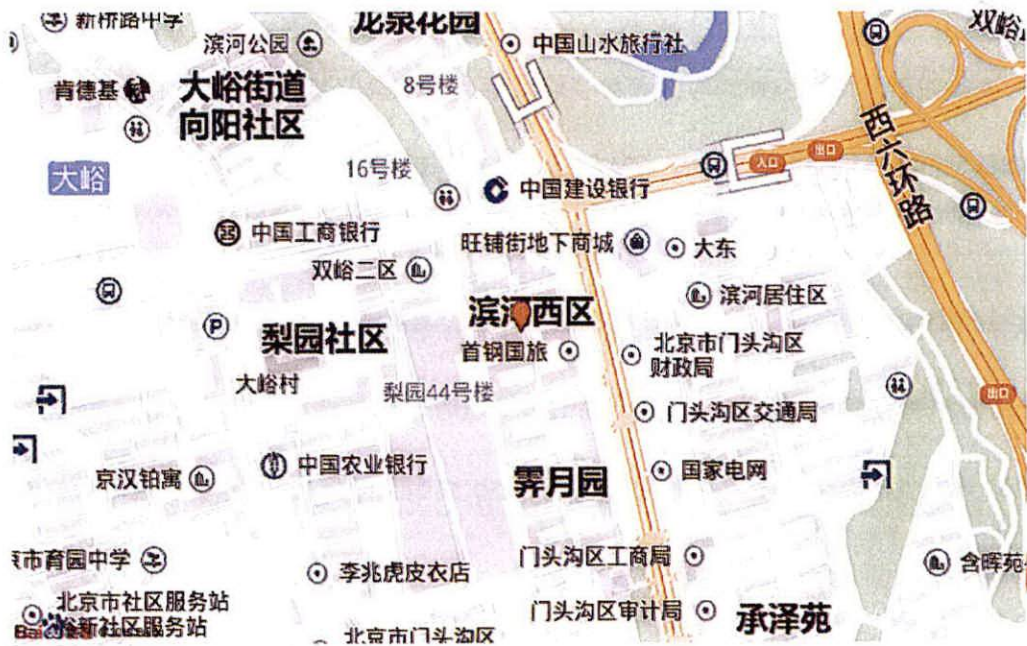 新桥路中学
龙泉花园
双峪
滨河公园
中国山水旅行社
肯德基
大峪街道
向阳社区
8号楼
西六环路
大峪
16号楼
入口
出口
中国建设银行
中国工商银行
旺铺街地下商城
大东
双峪二区
滨河居住区
滨河西区
梨园社区
首钢国旅
北京市门头沟区
财政局
大峪村
梨园44号楼
出口
门头沟区交通局
京汉铂寓
中国农业银行
霁月园
国家电网
京市育园中学
李兆虎皮衣店
门头沟区工商局
含晖苑
北京市社区服务站
峪新社区服务站
门头沟区审计局
承泽苑
北京市门头沟区